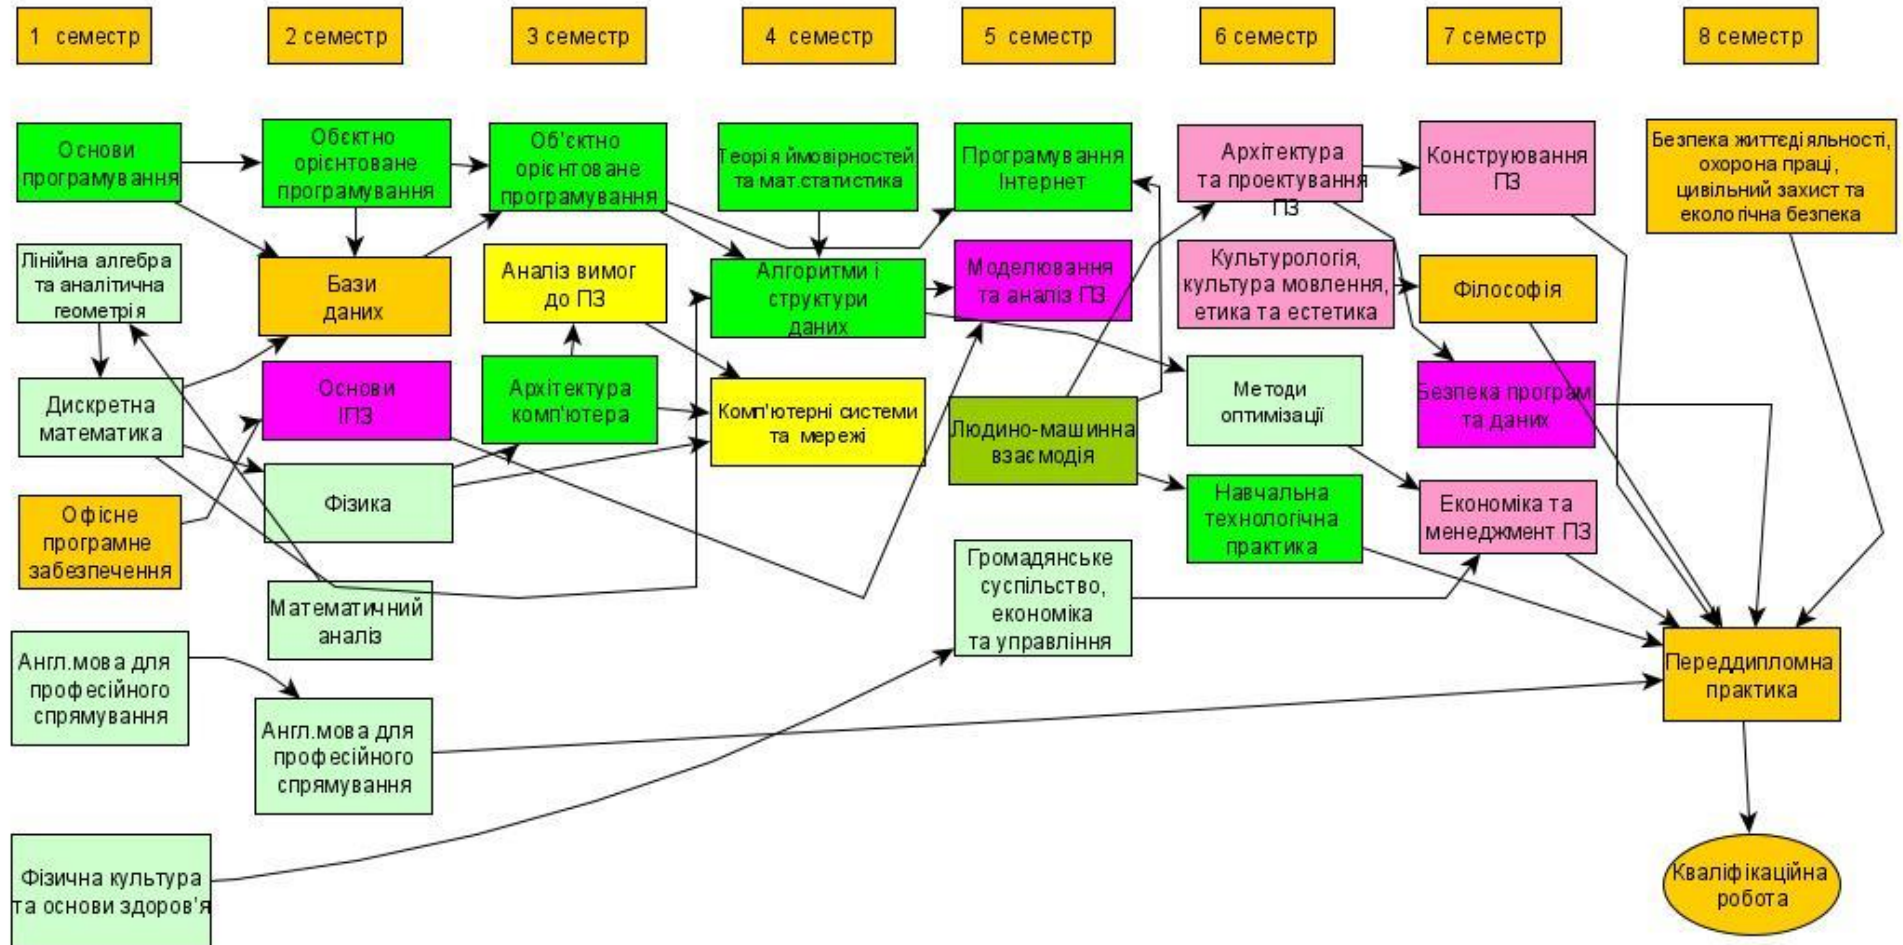 1 семестр
2 семестр
3 семестр
4 семестр
5 семестр
6 семестр
7 семестр
8 семестр
Основи
програмування
Обєктно
орієнтоване
програмування
Об'єктно
орієнтоване
програмування
Теорія ймовірностей
та мат.статистика
Програмування
Інтернет
Архітектура
та проектування
ПЗ
Конструювання
ПЗ
Безпека життєдіяльності,
охорона праці,
цивільний захист та
екологічна безпека
Лінійна алгебра
та аналітична
геометрія
Бази
даних
Аналіз вимог
до ПЗ
Алгоритми і
структури
даних
Моделювання
та аналіз ПЗ
Культурологія,
культура мовлення,
етика та естетика
Філософія
Дискретна
математика
Основи
ІПЗ
Архітектура
комп'ютера
Комп'ютерні системи
та мережі
Людино-машинна
взаємодія
Методи
оптимізації
Безпека програм
та даних
Офісне
програмне
забезпечення
Фізика
Навчальна
технологічна
практика
Економіка та
менеджмент ПЗ
Математичний
аналіз
Громадянське
суспільство,
економіка
та управління
Англ.мова для
професійного
спрямування
Англ.мова для
професійного
спрямування
Переддипломна
практика
Фізична культура
та основи здоров'я
Кваліфікаційна
робота